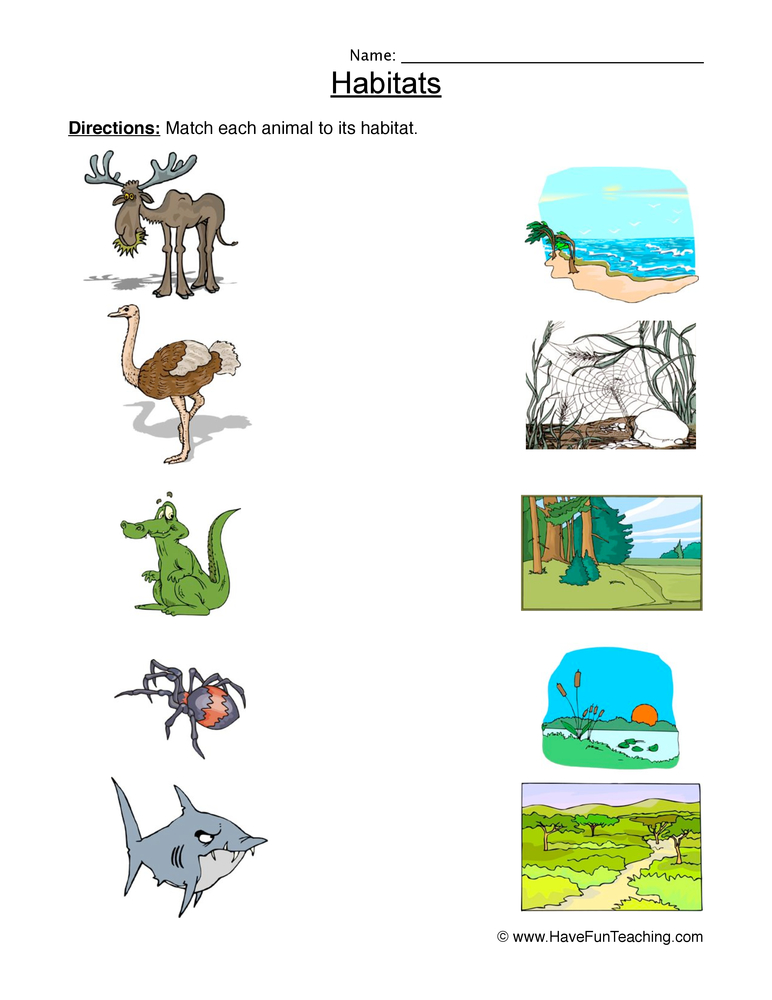 Name:
Habitats
Directions: Match each animal to its habitat.
© www.HaveFunTeaching.com